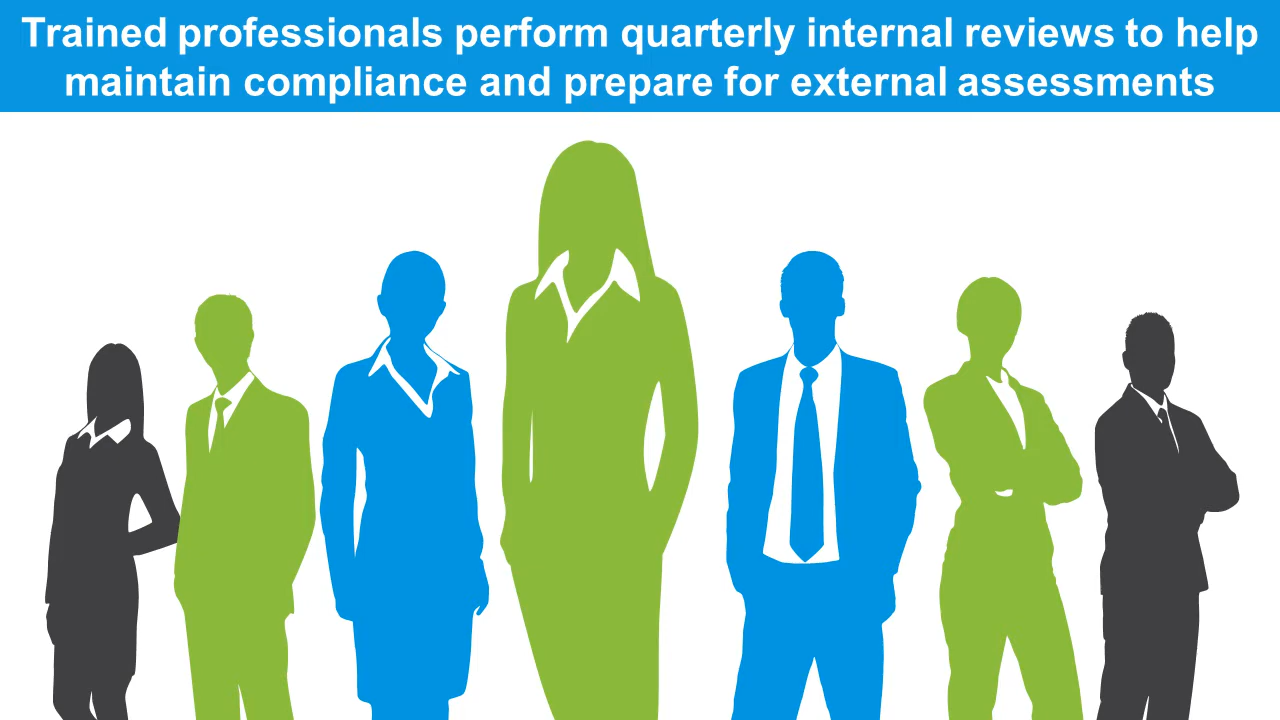 Trained professionals perform quarterly internal reviews to help
maintain compliance and prepare for external assessments